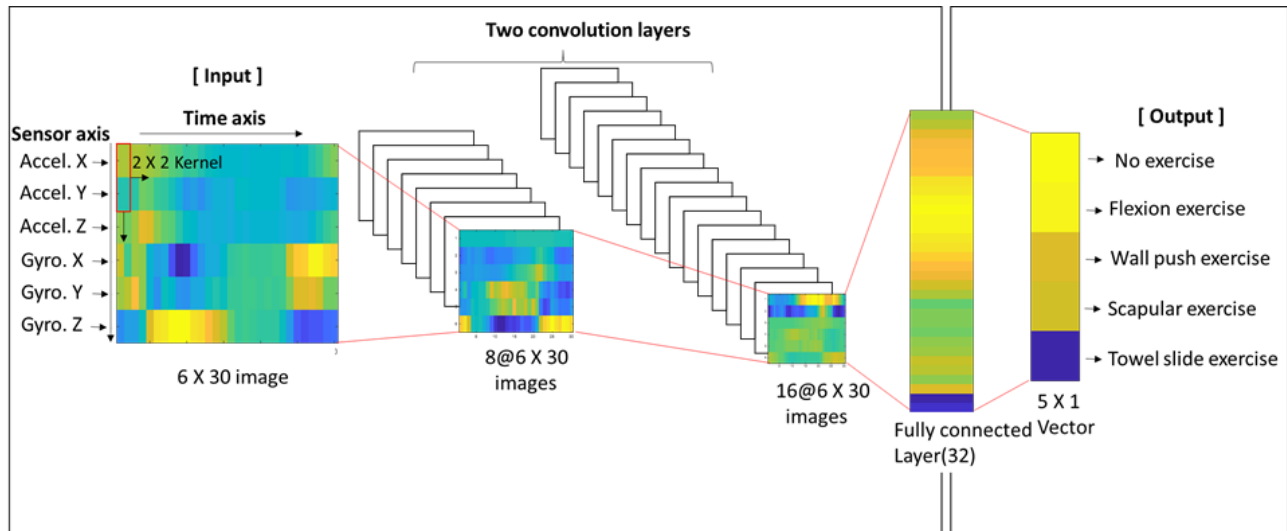 Two convolution layers
[ Input ]
Time axis
Sensor axis
2 X 2 Kernel
Accel. X
Accel. Y
Accel. Z
Gyro. X
Gyro. Y
Gyro. Z
6 X 30 image
8@6 X 30
images
16@6 X 30
images
Fully connected
Layer(32)
5 X 1
Vector
[ Output ]
No exercise
Flexion exercise
Wall push exercise
Scapular exercise
Towel slide exercise